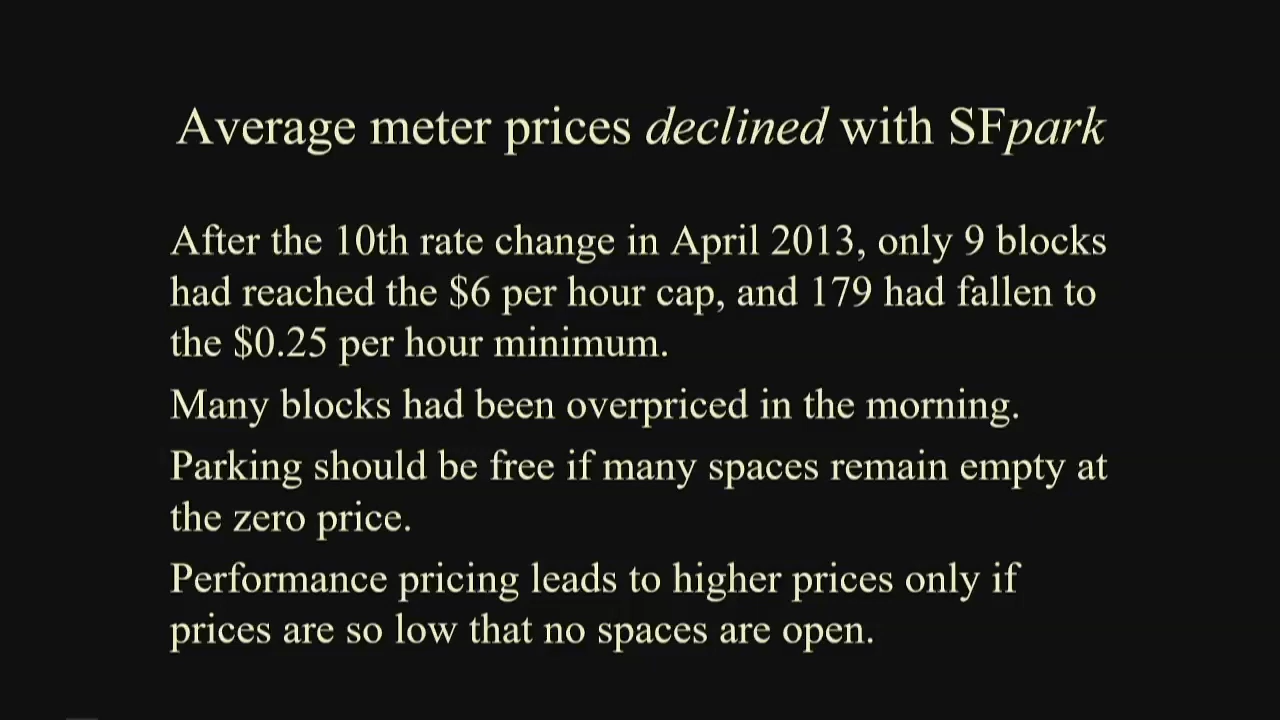 Average meter prices declined with SFpark
After the 10th rate change in April 2013, only 9 blocks
had reached the $6 per hour cap, and 179 had fallen to
the $0.25 per hour minimum.
Many blocks had been overpriced in the morning.
Parking should be free if many spaces remain empty at
the zero price.
Performance pricing leads to higher prices only if
prices are so low that no spaces are open.